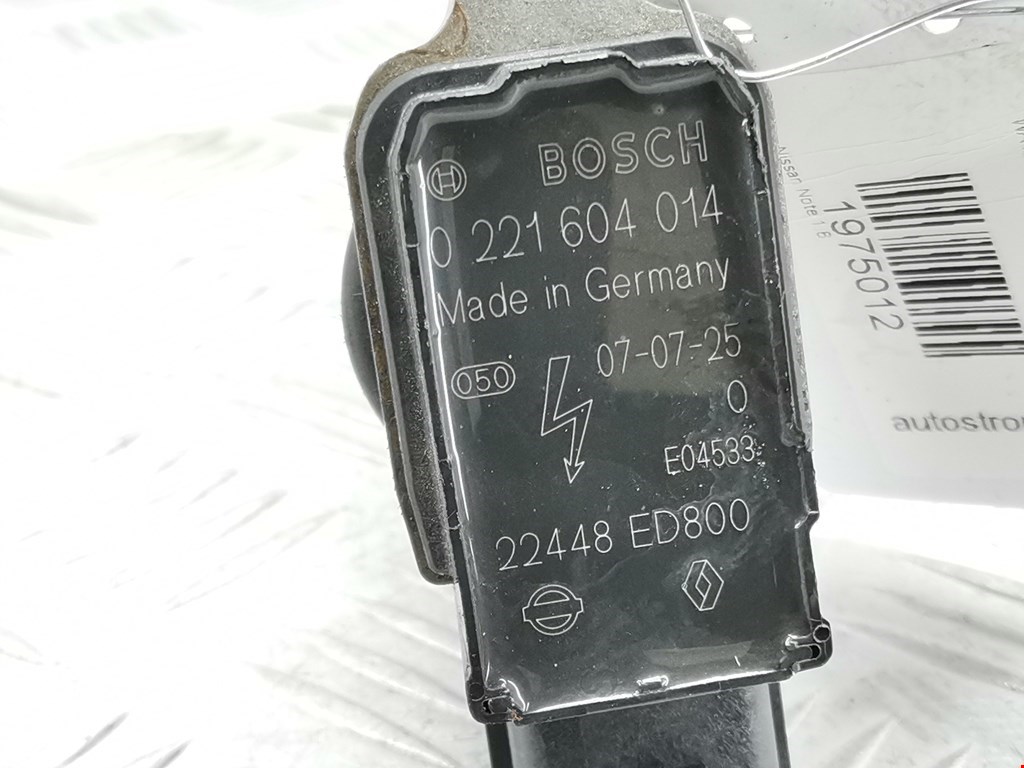 BOSCH
0 221 604 014
Made in Germany
050
07-07-25
0
E04533
22448 ED800
Nissan Note 1.6
1975012